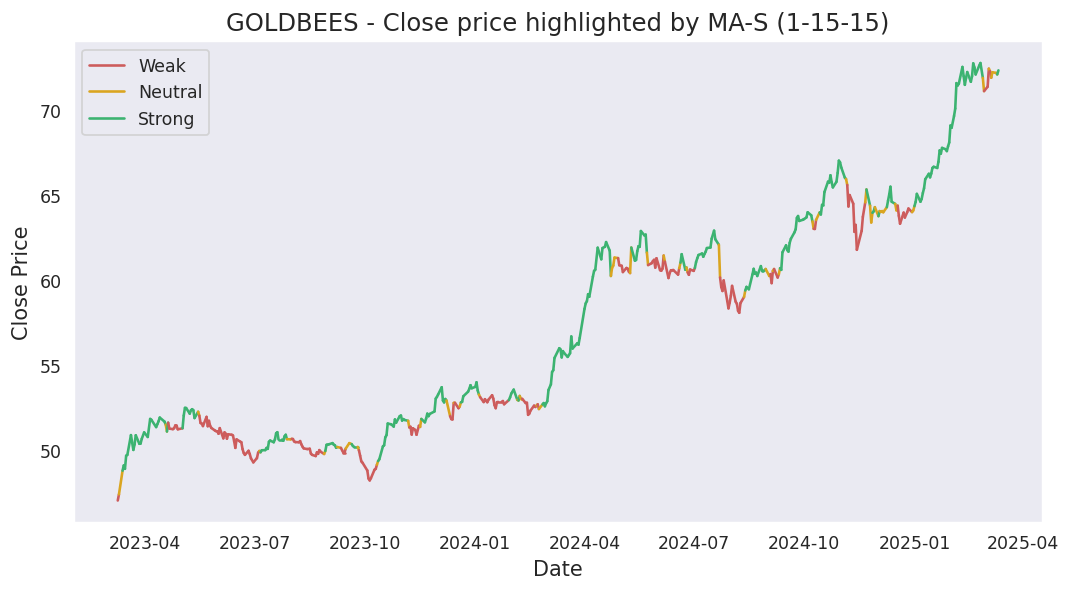 GOLDBEES - Close price highlighted by MA-S (1-15-15)
Weak
Neutral
Strong
Close Price
70
65
60
55
50
2023-04 2023-07 2023-10 2024-01 2024-04 2024-07 2024-10 2025-01 2025-04
Date